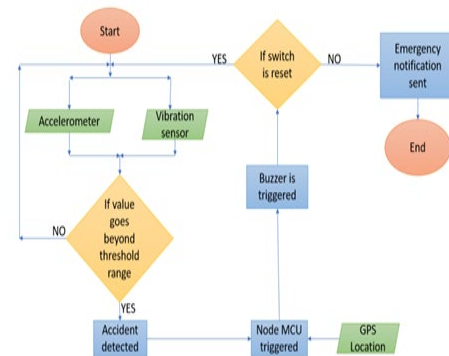 Start
YES
If switch
is reset
NO
Emergency
notification
sent
Accelerometer
Vibration
sensor
End
Buzzer is
triggered
If value
goes
beyond
threshold
range
NO
YES
Accident
detected
Node MCU
triggered
GPS
Location